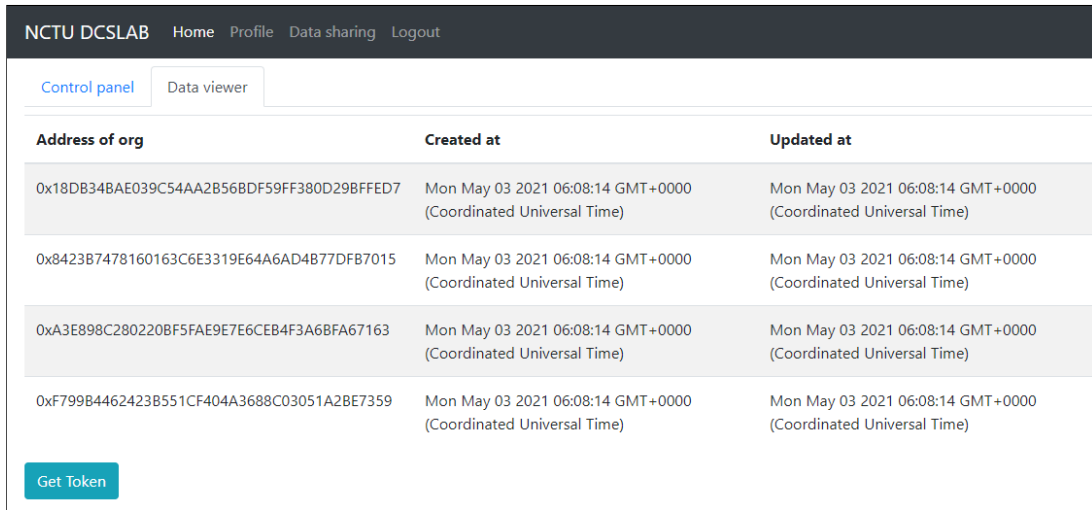 NCTU DCSLAB Home Profile Data sharing Logout
Control panel Data viewer
Address of org Created at Updated at
0x18DB34BAE039C54AA2B56BDF59FF380D29BFFED7 Mon May 03 2021 06:08:14 GMT+0000 Mon May 03 2021 06:08:14 GMT+0000
(Coordinated Universal Time) (Coordinated Universal Time)
0x8423B7478160163C6E3319E64A6AD4B77DFB7015 Mon May 03 2021 06:08:14 GMT+0000 Mon May 03 2021 06:08:14 GMT+0000
(Coordinated Universal Time) (Coordinated Universal Time)
0xA3E898C280220BF5FAE9E7E6CEB4F3A6BFA67163 Mon May 03 2021 06:08:14 GMT+0000 Mon May 03 2021 06:08:14 GMT+0000
(Coordinated Universal Time) (Coordinated Universal Time)
0xF799B4462423B551CF404A3688C03051A2BE7359 Mon May 03 2021 06:08:14 GMT+0000 Mon May 03 2021 06:08:14 GMT+0000
(Coordinated Universal Time) (Coordinated Universal Time)
Get Token